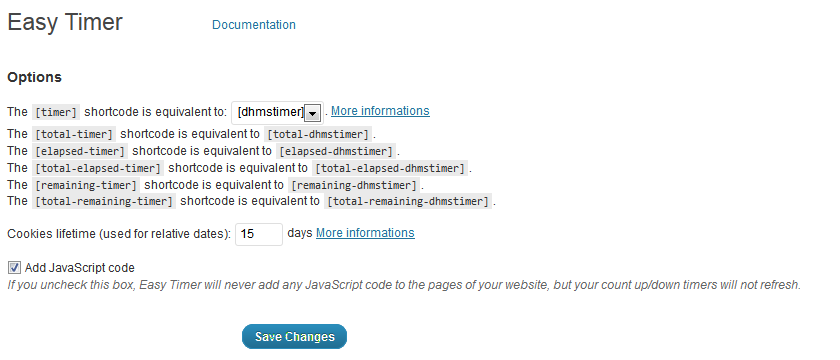 Easy Timer Documentation
Options
The [timer] shortcode is equivalent to: [dhmstimer] . More informations
The [total-timer] shortcode is equivalent to [total-dhmstimer].
The [elapsed-timer] shortcode is equivalent to [elapsed-dhmstimer].
The [total-elapsed-timer] shortcode is equivalent to [total-elapsed-dhmstimer].
The [remaining-timer] shortcode is equivalent to [remaining-dhmstimer].
The [total-remaining-timer] shortcode is equivalent to [total-remaining-dhmstimer].
Cookies lifetime (used for relative dates): 15 days More informations
Add JavaScript code
If you uncheck this box, Easy Timer will never add any JavaScript code to the pages of your website, but your count up/down timers will not refresh.
Save Changes